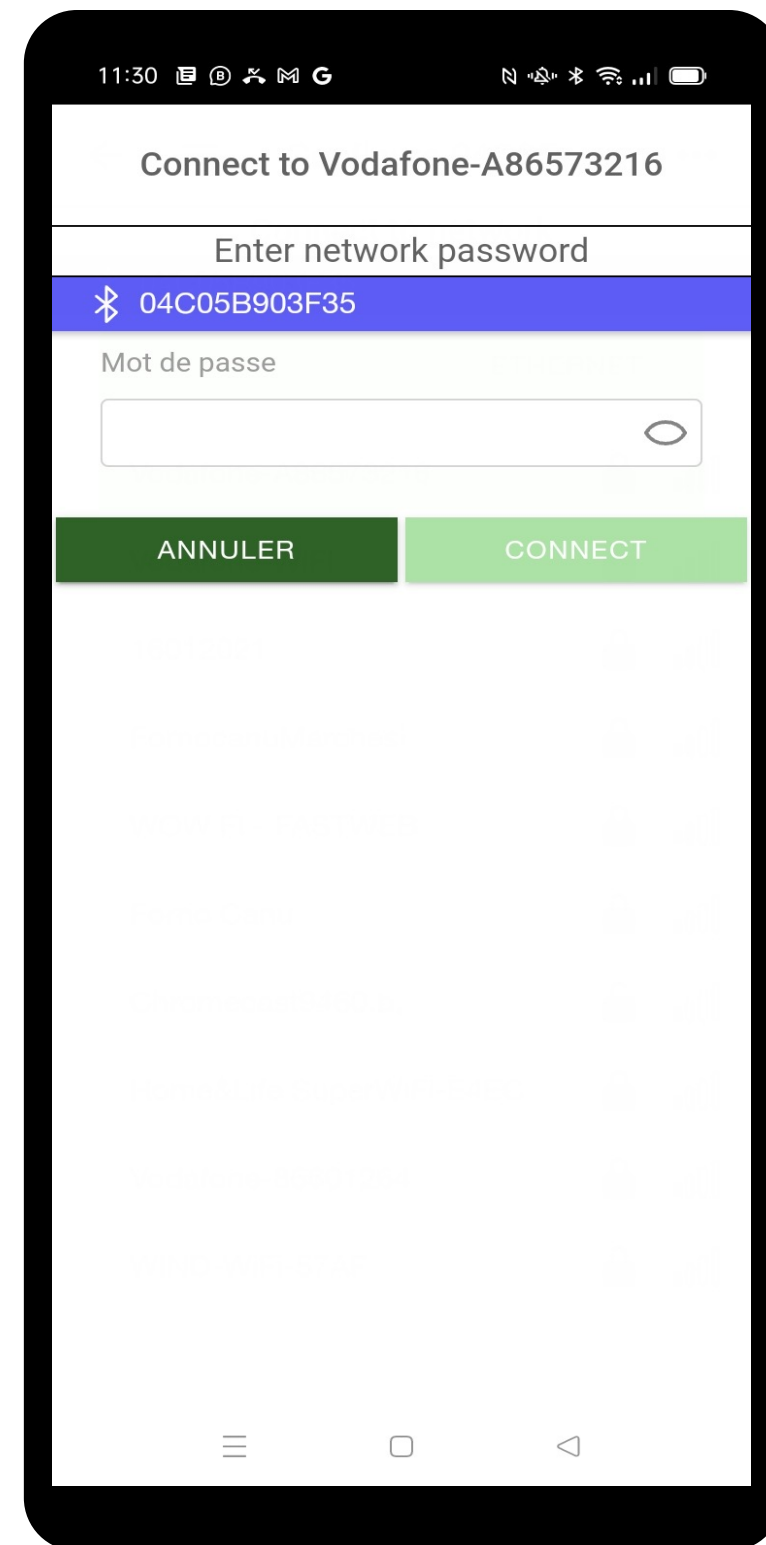 11:30
Connect to Vodafone-A86573216
Enter network password
04C05B903F35
Mot de passe
ANNULER
CONNECT